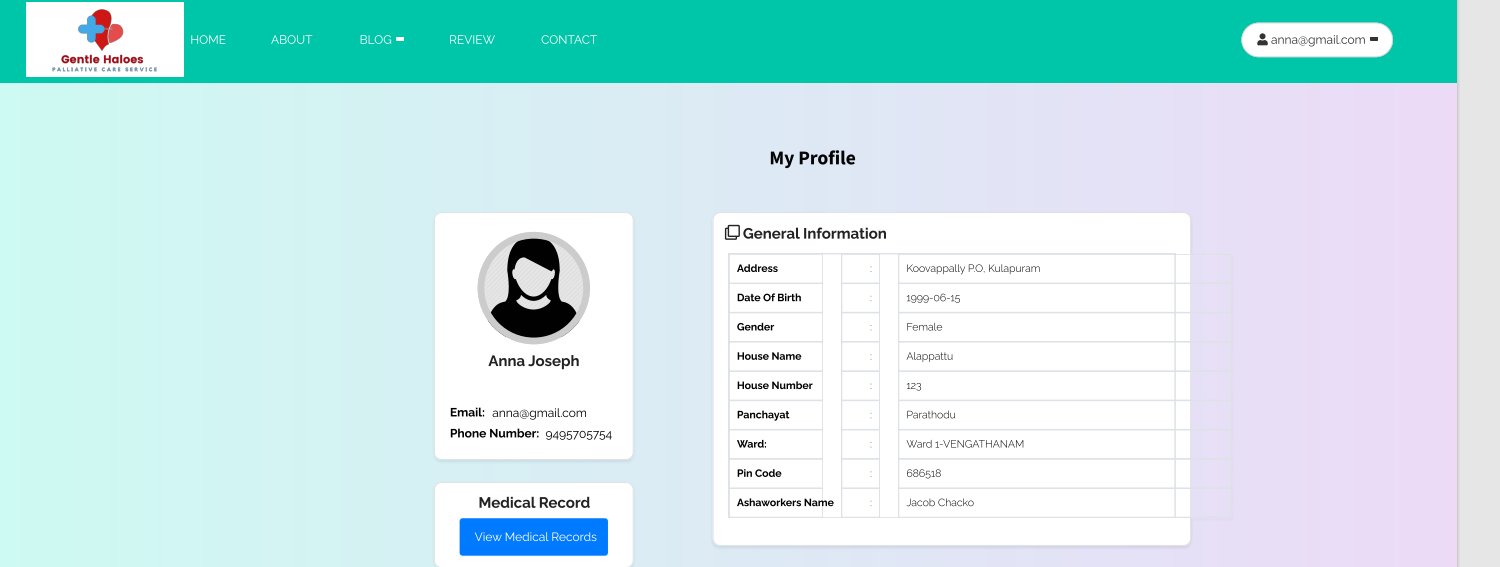 Gentle Haloes
PALLIATIVE CARE SERVICE
HOME ABOUT BLOG REVIEW CONTACT
anna@gmail.com
My Profile
Anna Joseph
Email: anna@gmail.com
Phone Number: 9495705754
Medical Record
View Medical Records
General Information
Address : Koovappally P.O, Kulapuram
Date Of Birth : 1999-06-15
Gender : Female
House Name : Alappattu
House Number : 123
Panchayat : Parathodu
Ward: : Ward 1-VENGATHANAM
Pin Code : 686518
Ashaworkers Name : Jacob Chacko